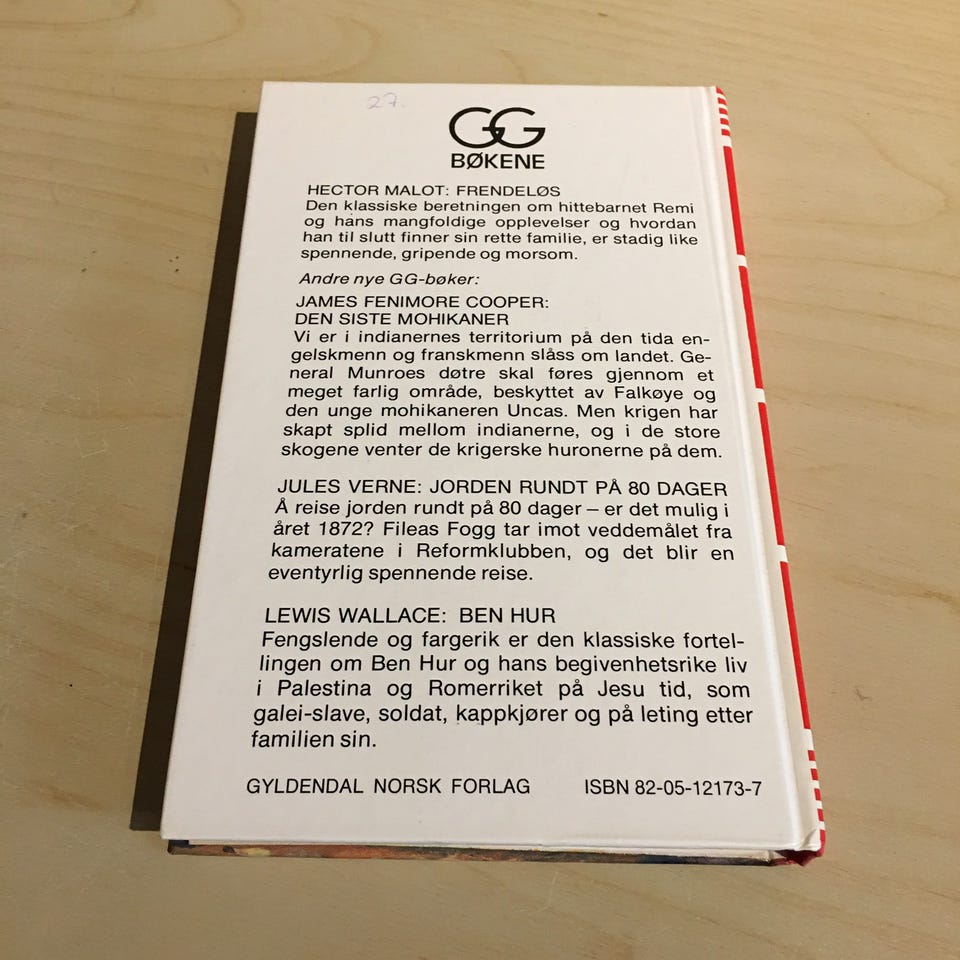 27.
GG
BØKENE
HECTOR MALOT: FRENDELØS
Den klassiske beretningen om hittebarnet Remi
og hans mangfoldige opplevelser og hvordan
han til slutt finner sin rette familie, er stadig like
spennende, gripende og morsom.
Andre nye GG-bøker:
JAMES FENIMORE COOPER:
DEN SISTE MOHIKANER
Vi er i indianernes territorium på den tida en-
gelskmenn og franskmenn slåss om landet. Ge-
neral Munroes døtre skal føres gjennom et
meget farlig område, beskyttet av Falkøye og
den unge mohikaneren Uncas. Men krigen har
skapt splid mellom indianerne, og i de store
skogene venter de krigerske huronerne på dem.
JULES VERNE: JORDEN RUNDT PÅ 80 DAGER
Å reise jorden rundt på 80 dager – er det mulig i
året 1872? Fileas Fogg tar imot veddemålet fra
kameratene i Reformklubben, og det blir en
eventyrlig spennende reise.
LEWIS WALLACE: BEN HUR
Fengslende og fargerik er den klassiske fortel-
lingen om Ben Hur og hans begivenhetsrike liv
i Palestina og Romerriket på Jesu tid, som
galei-slave, soldat, kappkjører og på leting etter
familien sin.
GYLDENDAL NORSK FORLAG ISBN 82-05-12173-7